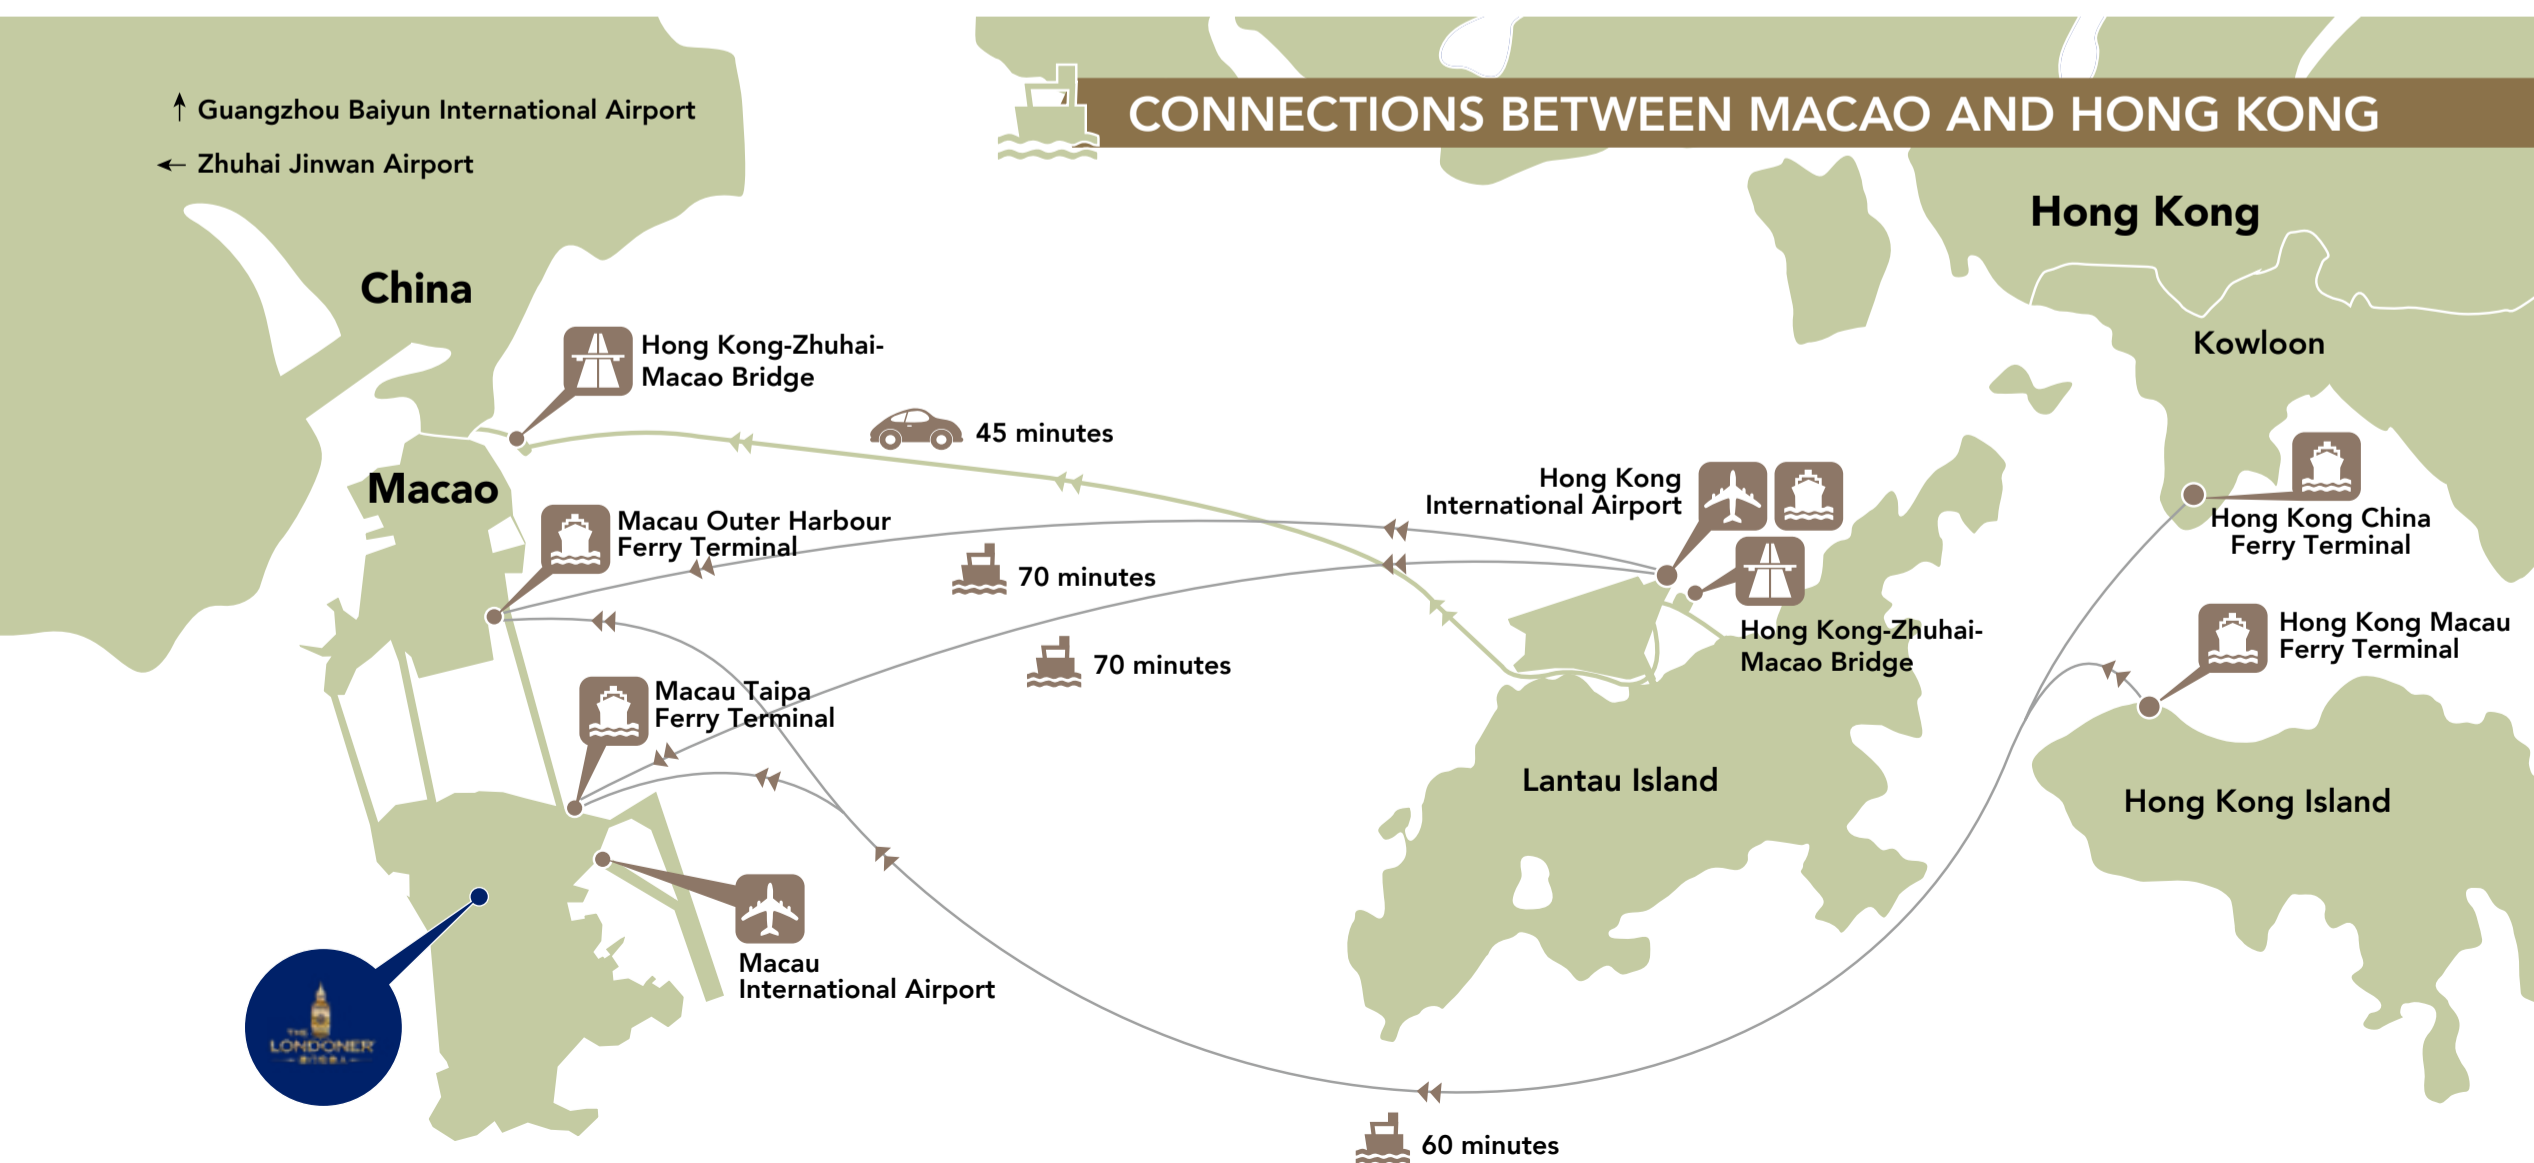 CONNECTIONS BETWEEN MACAO AND HONG KONG
↑ Guangzhou Baiyun International Airport
← Zhuhai Jinwan Airport
China
Hong Kong
Kowloon
Hong Kong-Zhuhai-
Macao Bridge
45 minutes
Macao
Macau Outer Harbour
Ferry Terminal
70 minutes
70 minutes
Hong Kong
International Airport
Hong Kong-Zhuhai-
Macao Bridge
Hong Kong China
Ferry Terminal
Hong Kong Macau
Ferry Terminal
Macau Taipa
Ferry Terminal
Lantau Island
Hong Kong Island
Macau
International Airport
THE
LONDONER
60 minutes